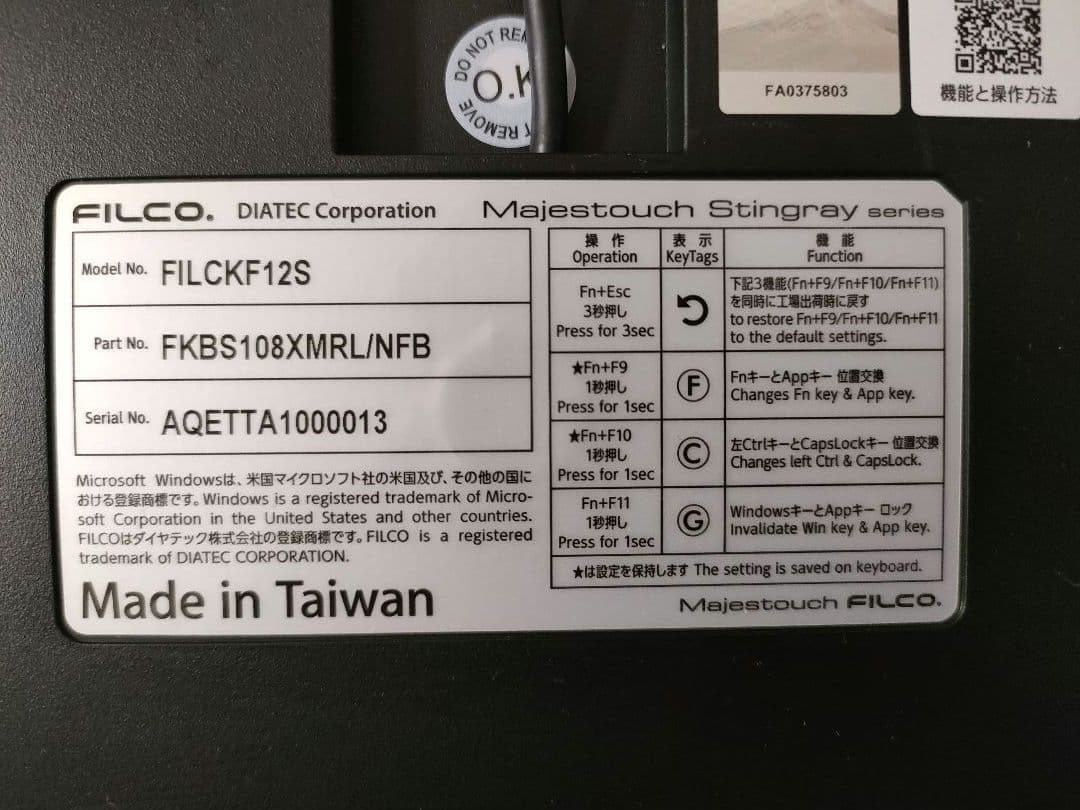 DO NOT RE
O.K
T REMOVE
FA0375803
機能と操作方法
FILCO. DIATEC Corporation
Majestouch Stingray series
Model No. FILCKF12S
Part No. FKBS108XMRL/NFB
Serial No. AQETTA1000013
Microsoft Windowsは、米国マイクロソフト社の米国及び、その他の国に
おける登録商標です。Windows is a registered trademark of Micro-
soft Corporation in the United States and other countries.
FILCOはダイヤテック株式会社の登録商標です。FILCO is a registered
trademark of DIATEC CORPORATION.
Made in Taiwan
操作 表示 機能
Operation KeyTags Function
Fn+Esc
3秒押し
Press for 3sec
下記3機能(Fn+F9/Fn+F10/Fn+F11)
を同時に工場出荷時に戻す
to restore Fn+F9/Fn+F10/Fn+F11
to the default settings.
★Fn+F9
1秒押し
Press for 1sec
Ⓕ
FnキーとAppキー 位置交換
Changes Fn key & App key.
★Fn+F10
1秒押し
Press for 1sec
Ⓒ
左CtrlキーとCapsLockキー 位置交換
Changes left Ctrl & CapsLock.
Fn+F11
1秒押し
Press for 1sec
Ⓖ
WindowsキーとAppキー ロック
Invalidate Win key & App key.
★は設定を保持します The setting is saved on keyboard.
Majestouch FILCO.